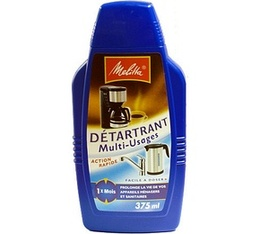 Melitta
DÉTARTRANT
Multi-Usages
ACTION
RAPIDE
FACILE À DOSER
1x Mois
PROLONGE LA VIE DE VOS
APPAREILS MÉNAGERS
ET SANITAIRES
375 ml